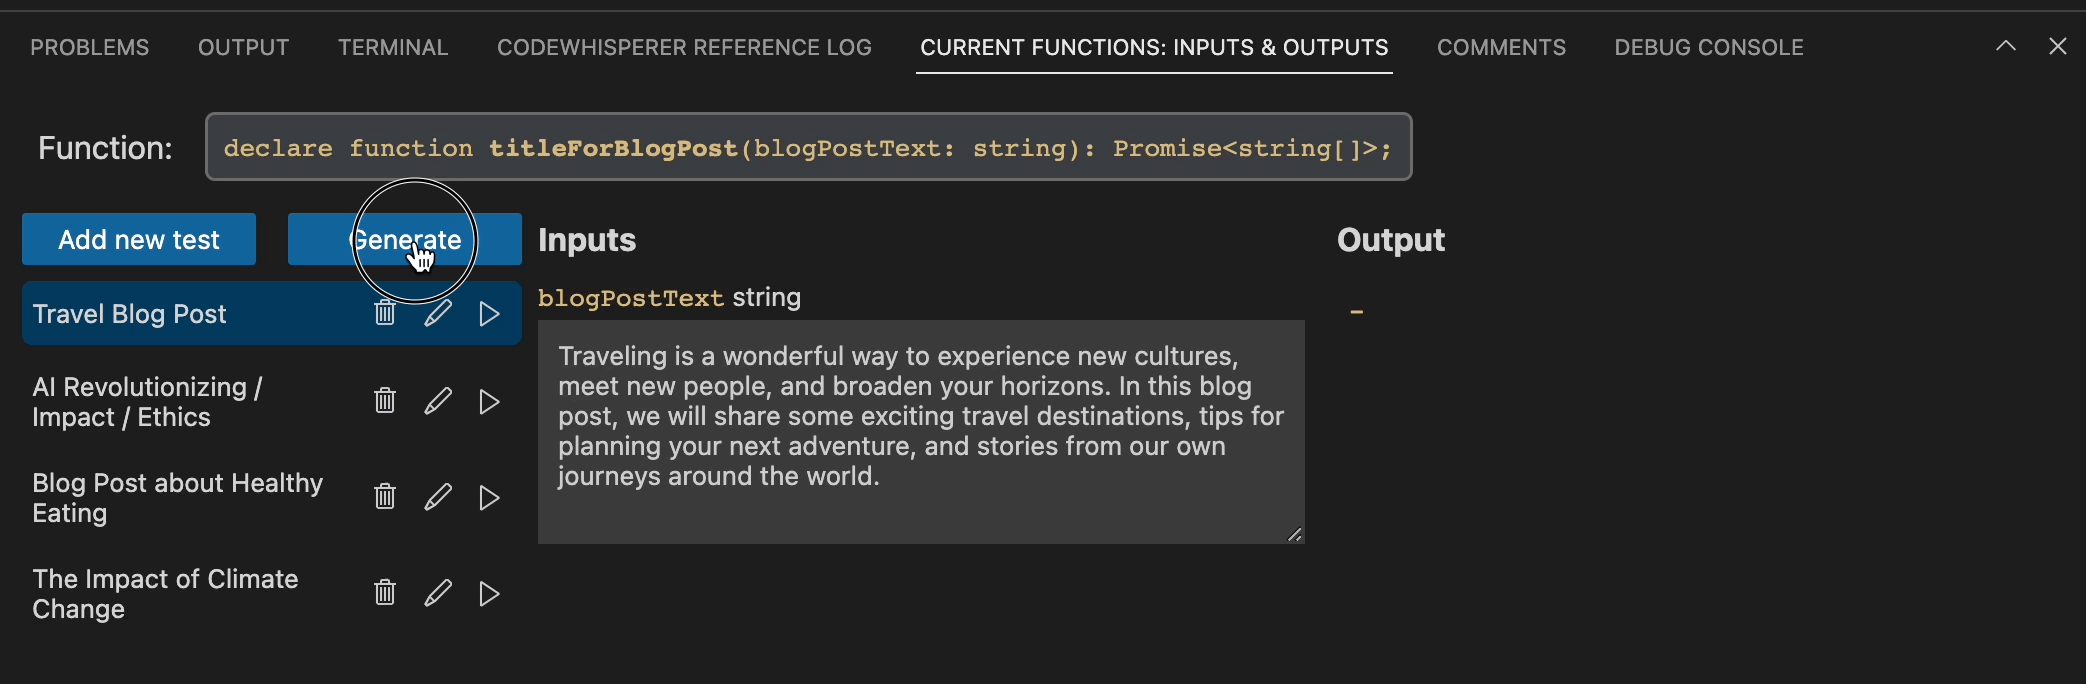 PROBLEMS OUTPUT TERMINAL CODEWHISPERER REFERENCE LOG CURRENT FUNCTIONS: INPUTS & OUTPUTS COMMENTS DEBUG CONSOLE
Function: declare function titleForBlogPost(blogPostText: string): Promise<string[]>;
Add new test Generate
Travel Blog Post
AI Revolutionizing /
Impact / Ethics
Blog Post about Healthy
Eating
The Impact of Climate
Change
Inputs
blogPostText string
Traveling is a wonderful way to experience new cultures,
meet new people, and broaden your horizons. In this blog
post, we will share some exciting travel destinations, tips for
planning your next adventure, and stories from our own
journeys around the world.
Output
–